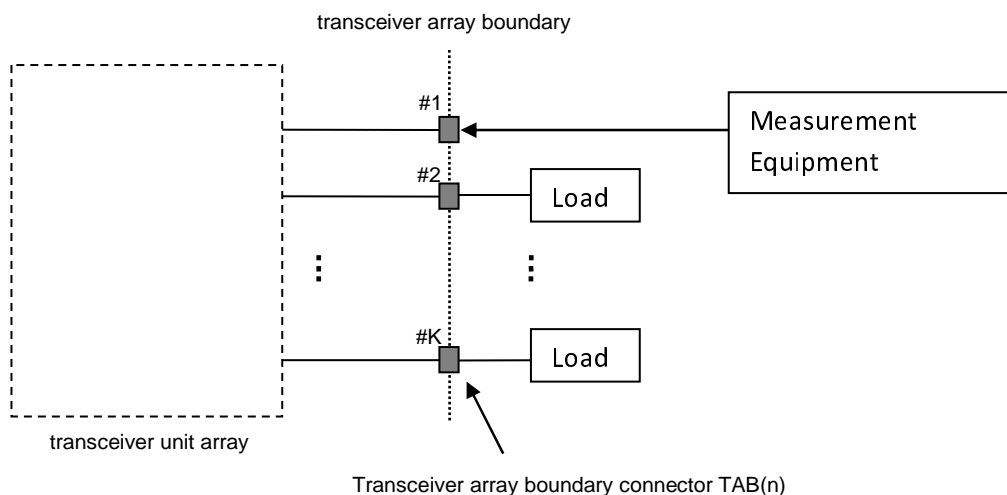 transceiver array boundary
#1
Measurement
Equipment
#2
Load
#K
Load
transceiver unit array
Transceiver array boundary connector TAB(n)